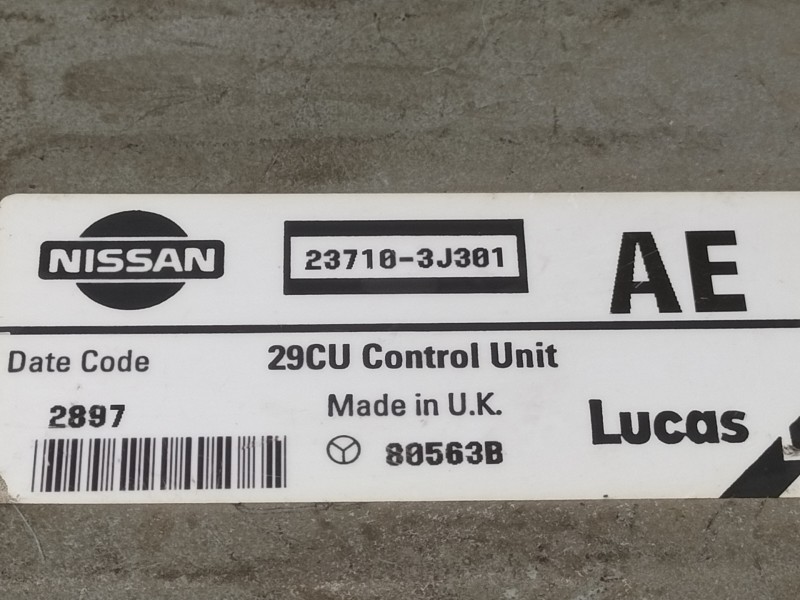 NISSAN
23710-3J301
AE
Date Code
29CU Control Unit
2897
Made in U.K.
80563B
Lucas